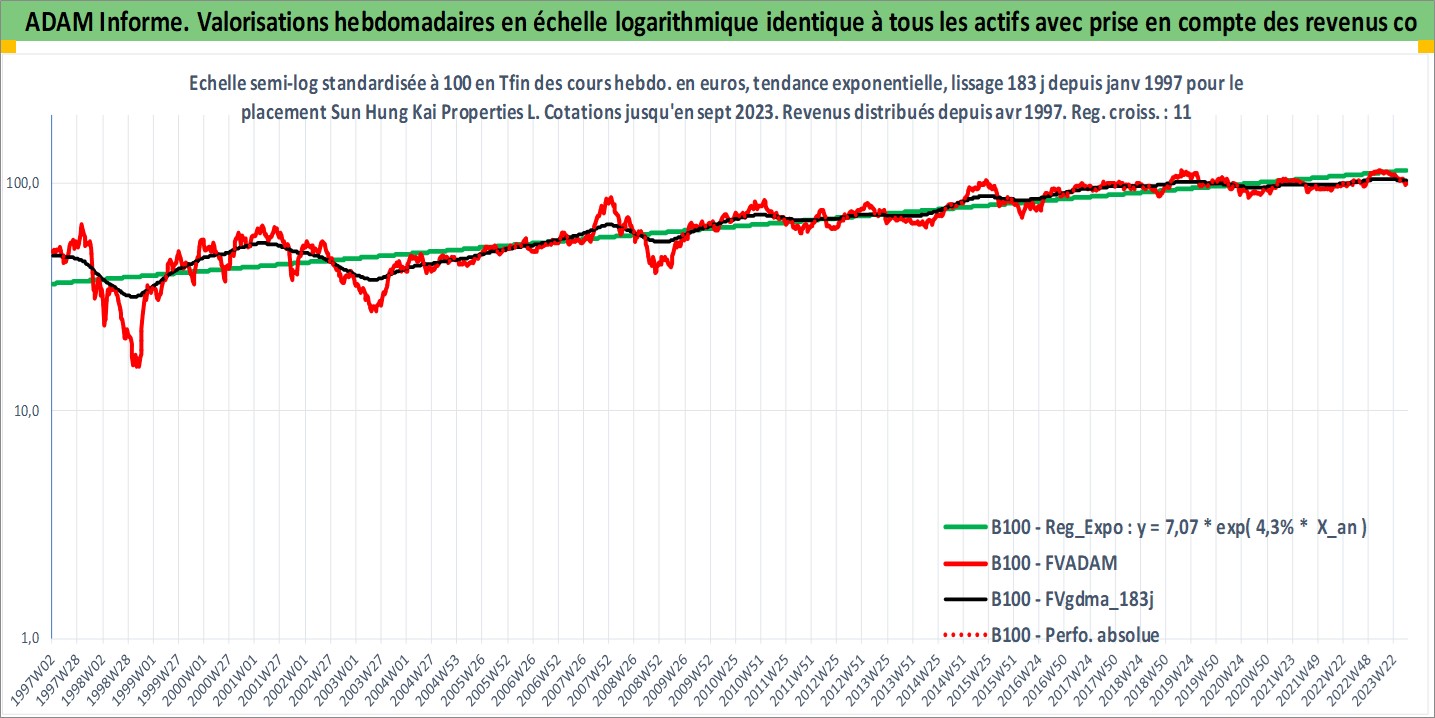 ADAM Informe. Valorisations hebdomadaires en échelle logarithmique identique à tous les actifs avec prise en compte des revenus co
Echelle semi-log standardisée à 100 en Tfin des cours hebdo. en euros, tendance exponentielle, lissage 183 j depuis janv 1997 pour le
placement Sun Hung Kai Properties L. Cotations jusqu'en sept 2023. Revenus distribués depuis avr 1997. Reg. croiss. : 11
100,0
10,0
1,0
B100 - Reg_Expo : y = 7,07 * exp( 4,3% * X_an )
B100 - FVADAM
B100 - FVgdma_183j
B100 - Perfo. absolue
1997W02
1997W28
1998W02
1998W28
1999W01
1999W27
2000W01
2000W27
2001W01
2001W27
2002W01
2002W27
2003W01
2003W27
2004W01
2004W27
2004W53
2005W26
2005W52
2006W26
2006W52
2007W26
2007W52
2008W26
2008W52
2009W26
2009W52
2010W26
2010W51
2011W25
2011W51
2012W25
2012W51
2013W25
2013W51
2014W25
2014W51
2015W25
2015W51
2016W24
2016W50
2017W24
2017W50
2018W24
2018W50
2019W24
2019W50
2020W24
2020W50
2021W23
2021W49
2022W22
2022W48
2023W22